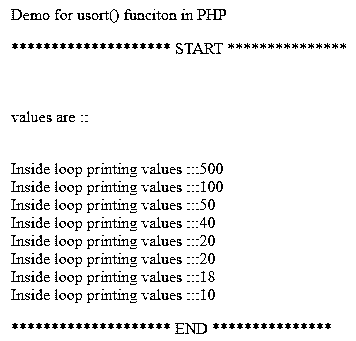 Demo for usort() funciton in PHP
******************** START ***************
values are ::
Inside loop printing values :::500
Inside loop printing values :::100
Inside loop printing values :::50
Inside loop printing values :::40
Inside loop printing values :::20
Inside loop printing values :::20
Inside loop printing values :::18
Inside loop printing values :::10
******************** END ***************